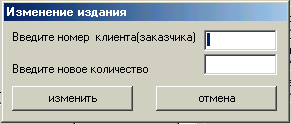 Изменение издания
Введите номер клиента(заказчика)
Введите новое количество
изменить отмена